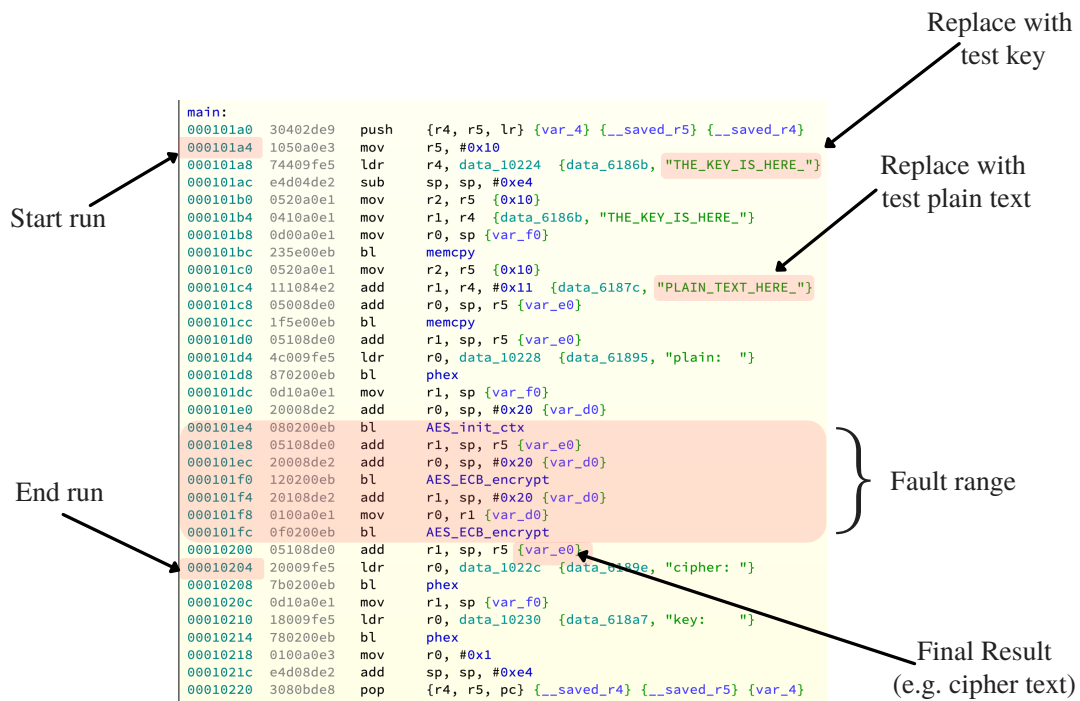 Replace with
test key
main:
000101a0 30402de9 push {r4, r5, lr} {var_4} {__saved_r5} {__saved_r4}
000101a4 1050a0e3 mov r5, #0x10
000101a8 74409fe5 ldr r4, data_10224 {data_6186b, "THE_KEY_IS_HERE_"}
Replace with
test plain text
000101ac e4d04de2 sub sp, sp, #0xe4
000101b0 0520a0e1 mov r2, r5 {0x10}
Start run
000101b4 0410a0e1 mov r1, r4 {data_6186b, "THE_KEY_IS_HERE_"}
000101b8 0d00a0e1 mov r0, sp {var_f0}
000101bc 235e00eb bl memcpy
000101c0 0520a0e1 mov r2, r5 {0x10}
000101c4 111084e2 add r1, r4, #0x11 {data_6187c, "PLAIN_TEXT_HERE_"}
000101c8 05008de0 add r0, sp, r5 {var_e0}
000101cc 1f5e00eb bl memcpy
000101d0 05108de0 add r1, sp, r5 {var_e0}
000101d4 4c009fe5 ldr r0, data_10228 {data_61895, "plain:  "}
000101d8 870200eb bl phex
000101dc 0d10a0e1 mov r1, sp {var_f0}
000101e0 20008de2 add r0, sp, #0x20 {var_d0}
000101e4 080200eb bl AES_init_ctx
000101e8 05108de0 add r1, sp, r5 {var_e0}
000101ec 20008de2 add r0, sp, #0x20 {var_d0}
000101f0 120200eb bl AES_ECB_encrypt
Fault range
End run
000101f4 20108de2 add r1, sp, #0x20 {var_d0}
000101f8 0100a0e1 mov r0, r1 {var_d0}
000101fc 0f0200eb bl AES_ECB_encrypt
00010200 05108de0 add r1, sp, r5 {var_e0}
00010204 20009fe5 ldr r0, data_1022c {data_6189e, "cipher: "}
00010208 7b0200eb bl phex
0001020c 0d10a0e1 mov r1, sp {var_f0}
00010210 18009fe5 ldr r0, data_10230 {data_618a7, "key:    "}
00010214 780200eb bl phex
00010218 0100a0e3 mov r0, #0x1
0001021c e4d08de2 add sp, sp, #0xe4
00010220 3080bde8 pop {r4, r5, pc} {__saved_r4} {__saved_r5} {var_4}
Final Result
(e.g. cipher text)